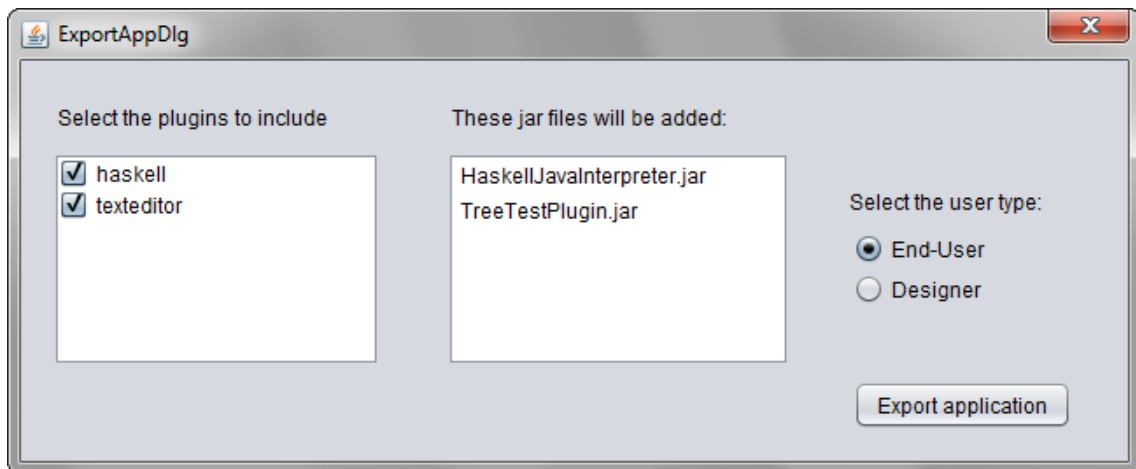 ExportAppDlg
Select the plugins to include
haskell
texteditor
These jar files will be added:
HaskellJavaInterpreter.jar
TreeTestPlugin.jar
Select the user type:
End-User
Designer
Export application